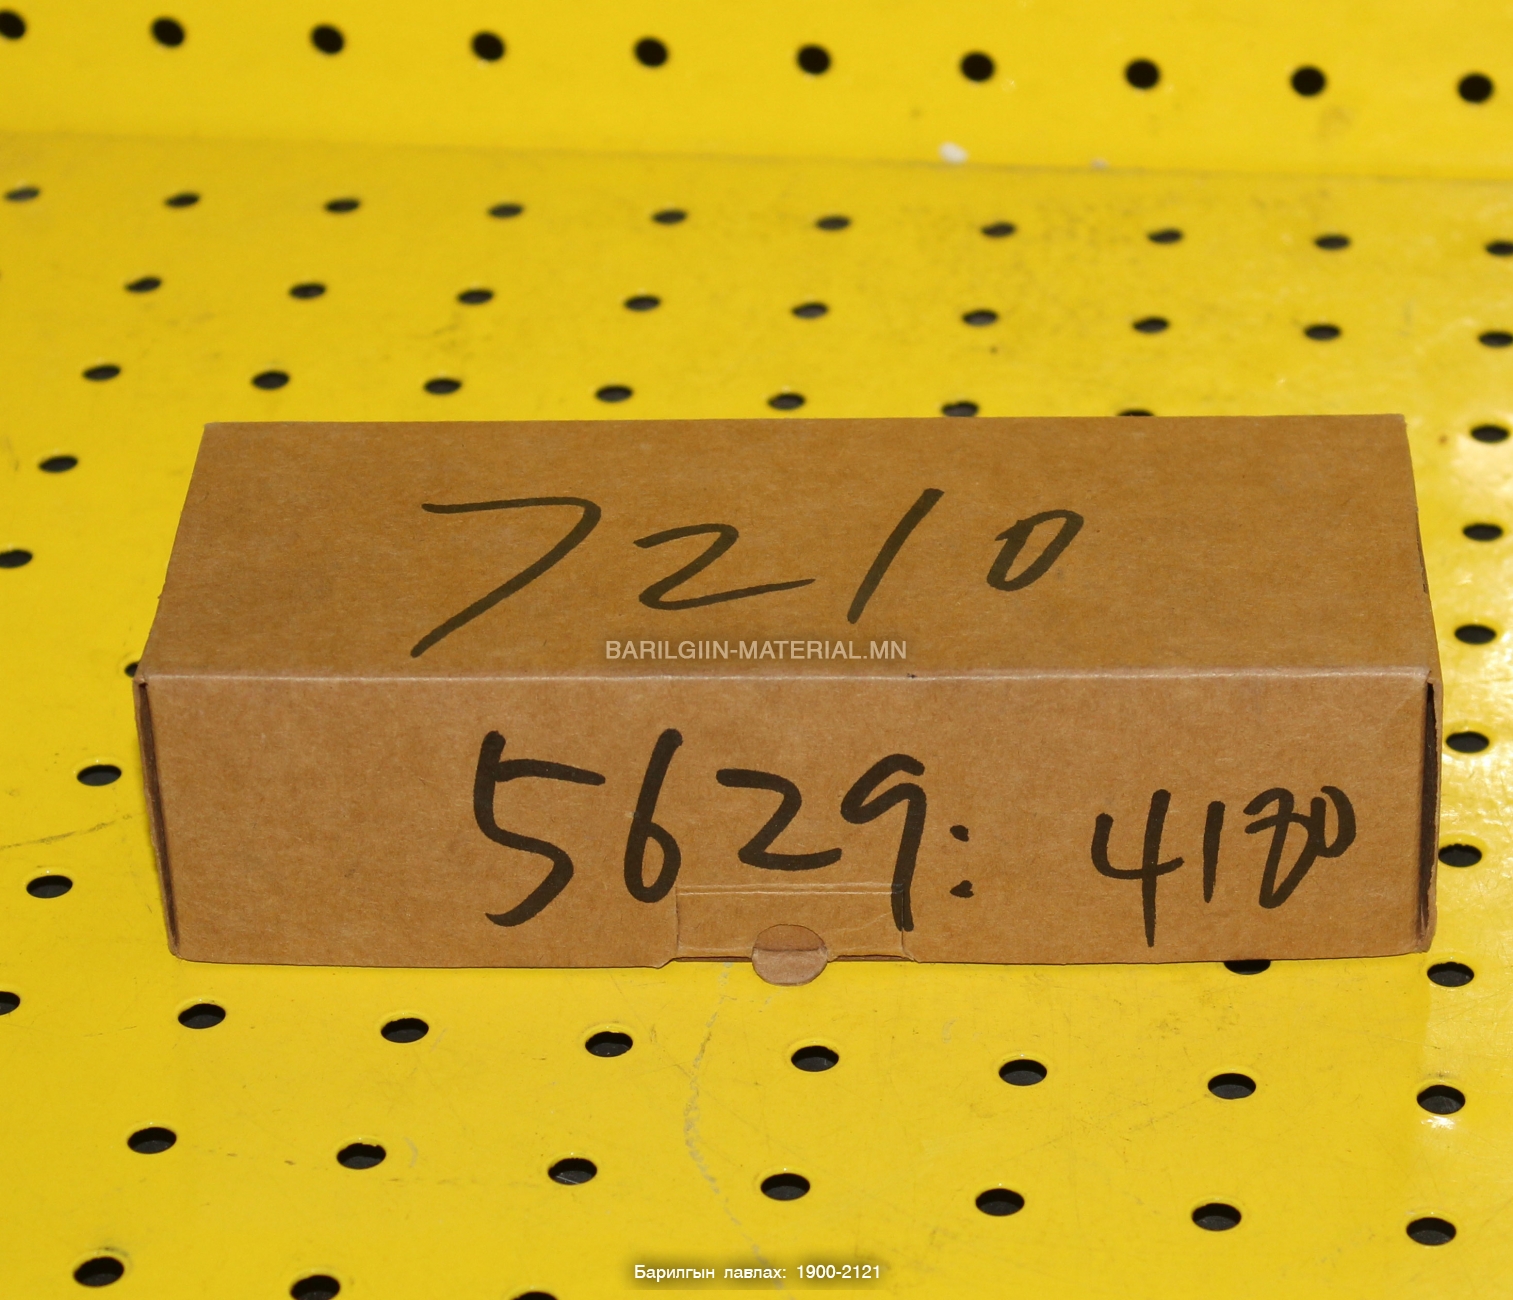 7210
BARILGIIN-MATERIAL.MN
5629: 4180
Барилгын лавлах: 1900-2121